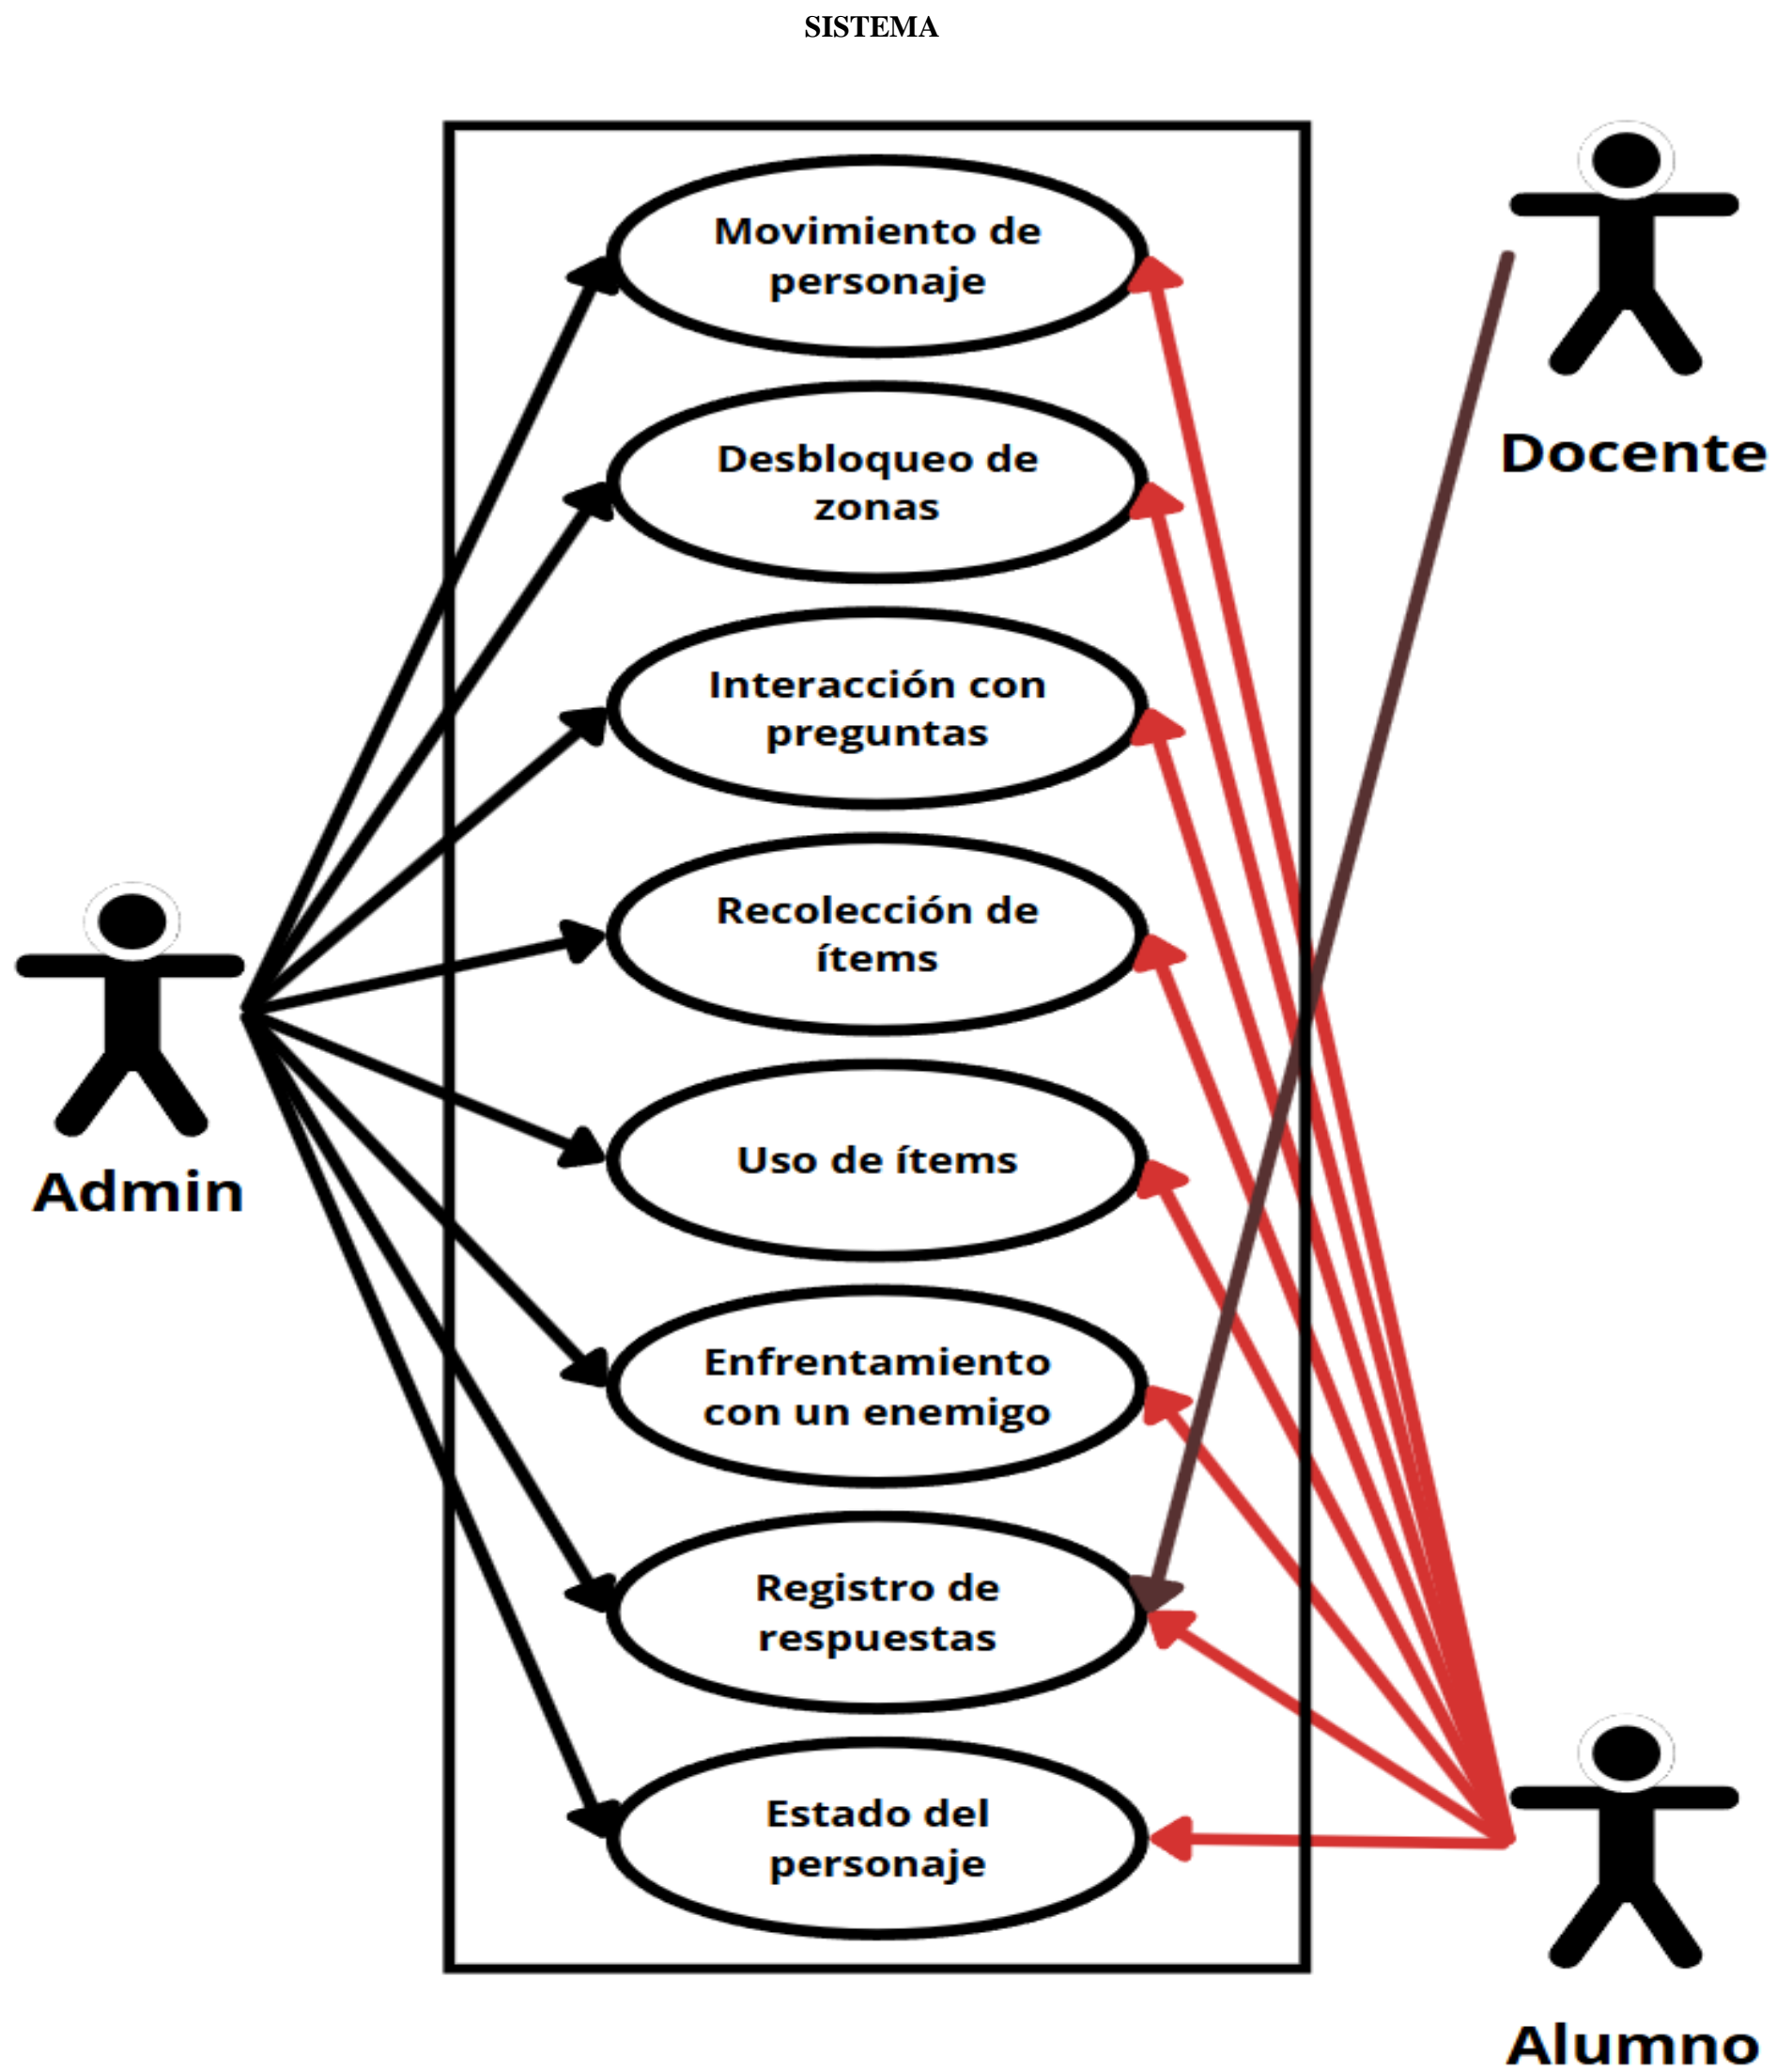 SISTEMA
Movimiento de
personaje
Docente
Desbloqueo de
zonas
Interacción con
preguntas
Recolección de
ítems
Admin
Uso de ítems
Enfrentamiento
con un enemigo
Registro de
respuestas
Estado del
personaje
Alumno